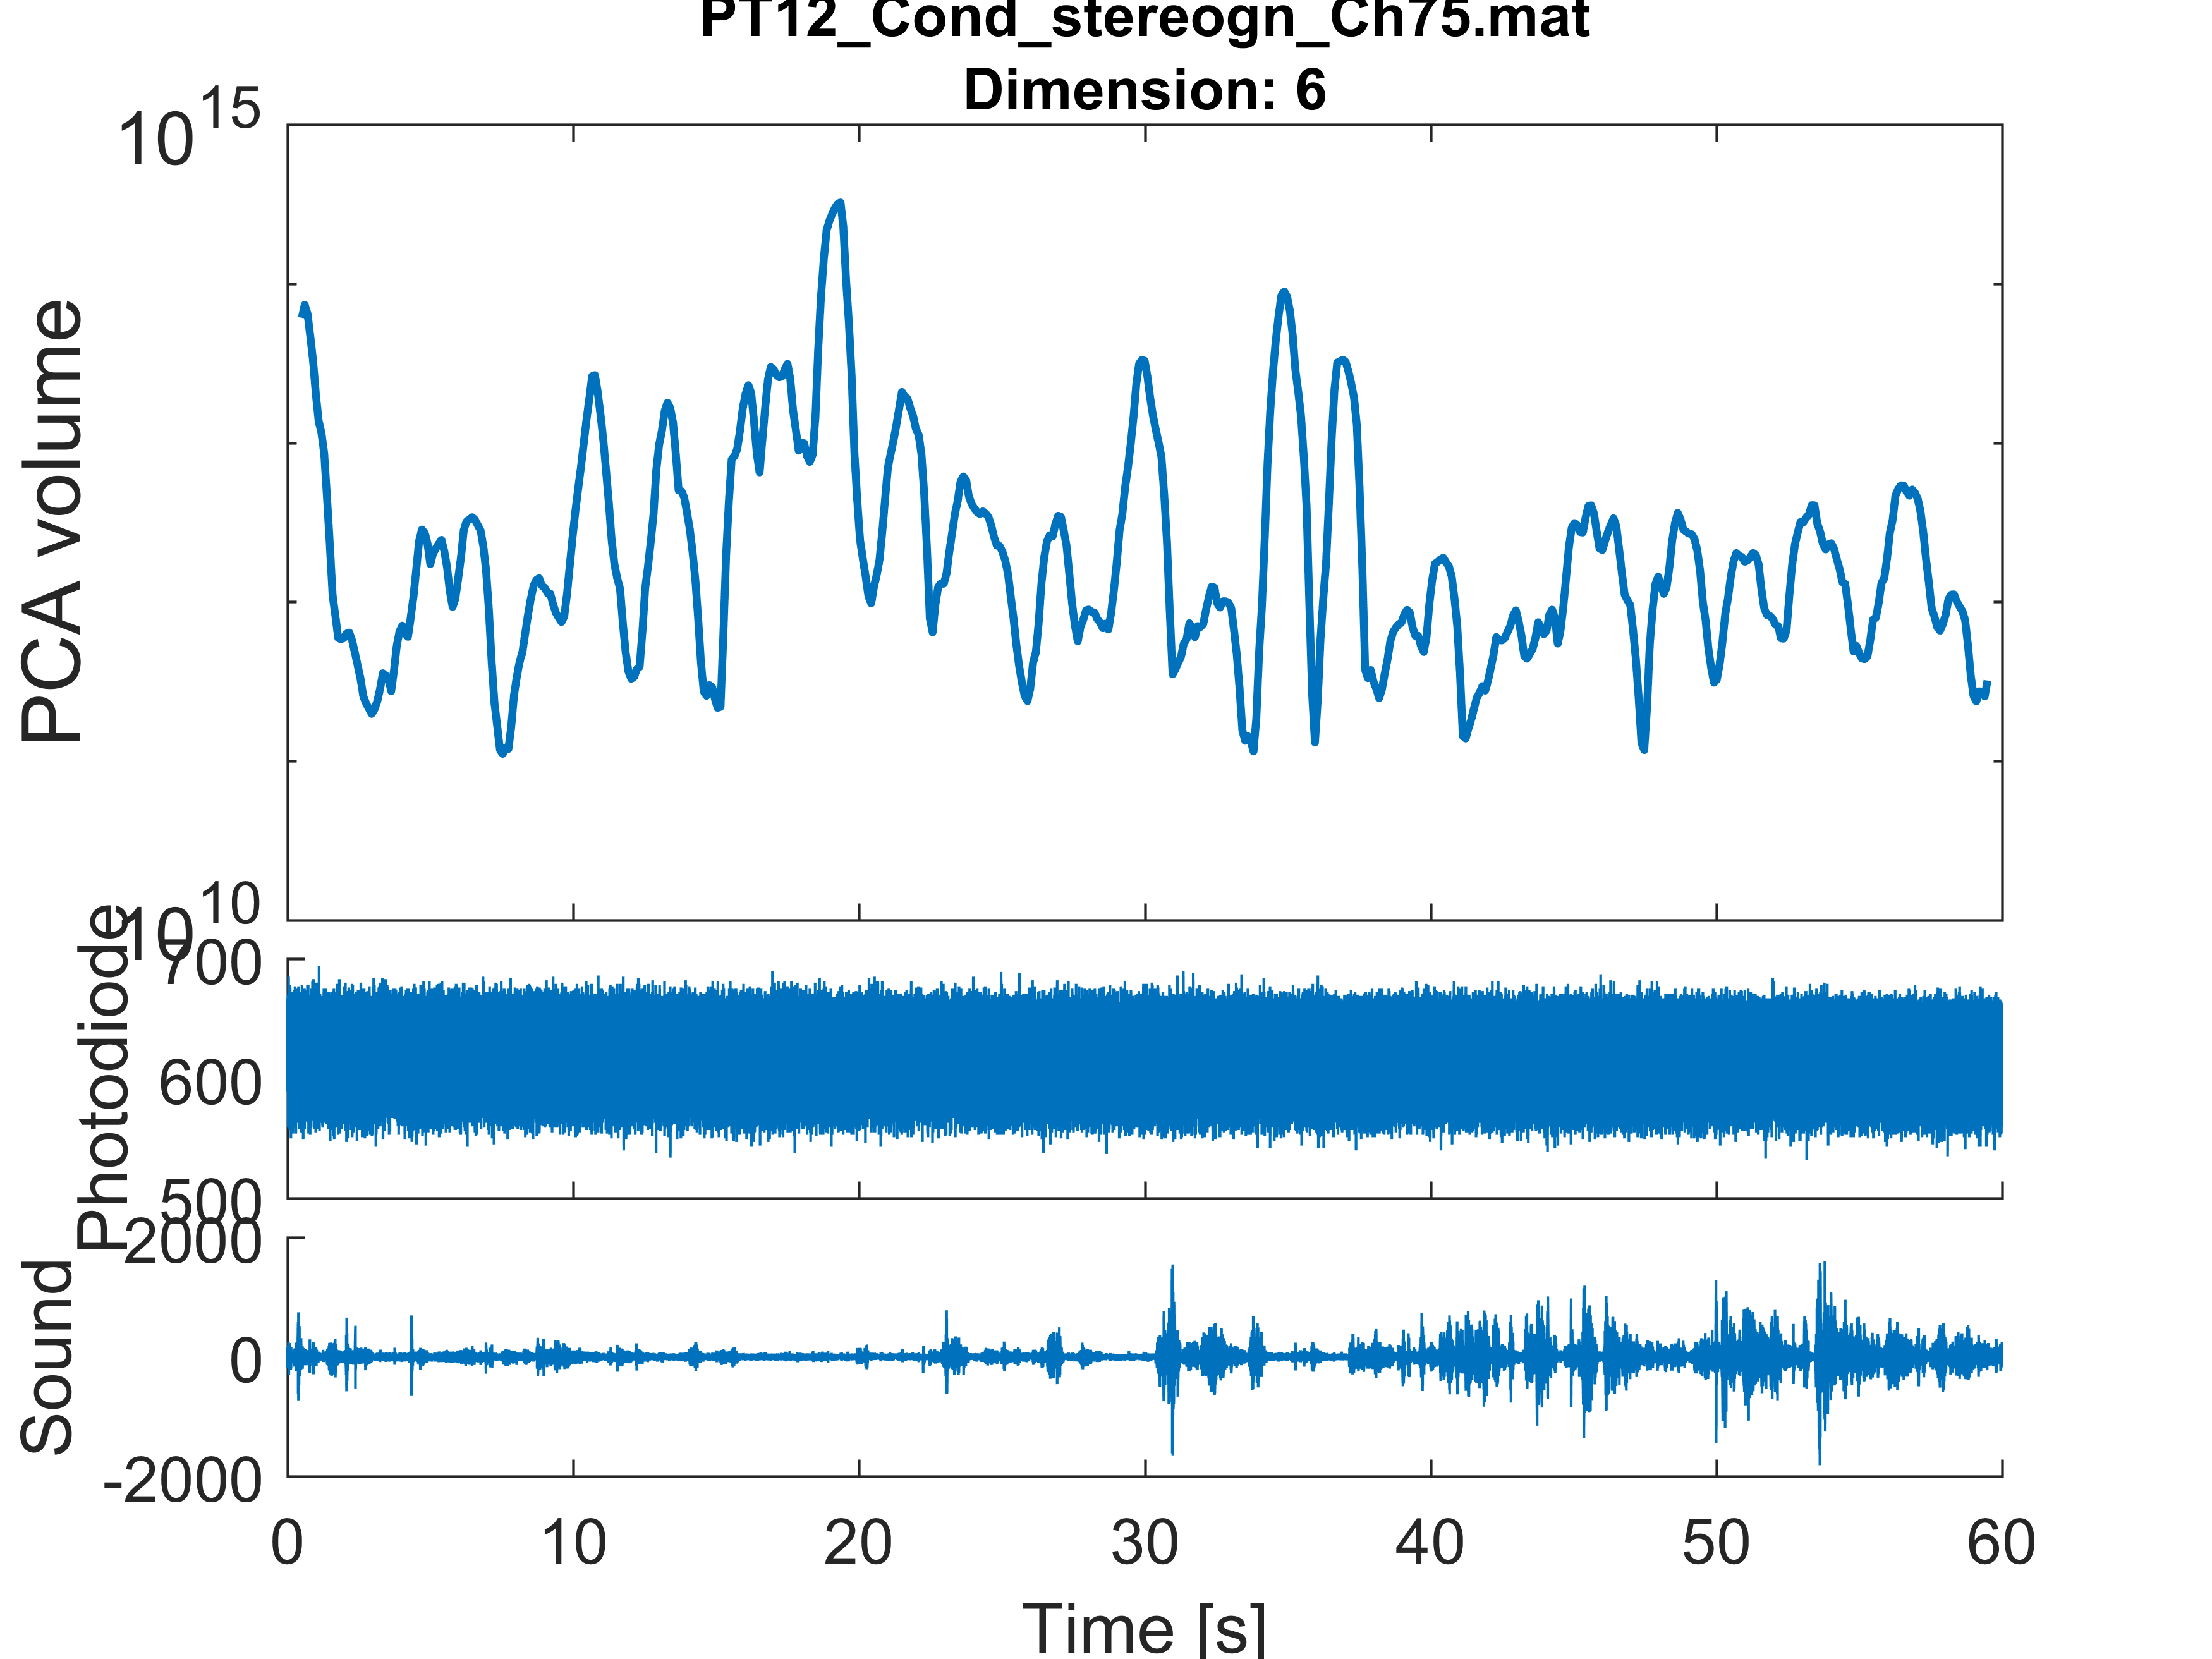 PT12_Cond_stereogn_Ch75.mat
Dimension: 6
10^15
PCA volume
10^10
700
Photodiode
600
500
2000
Sound
0
-2000
0 10 20 30 40 50 60
Time [s]